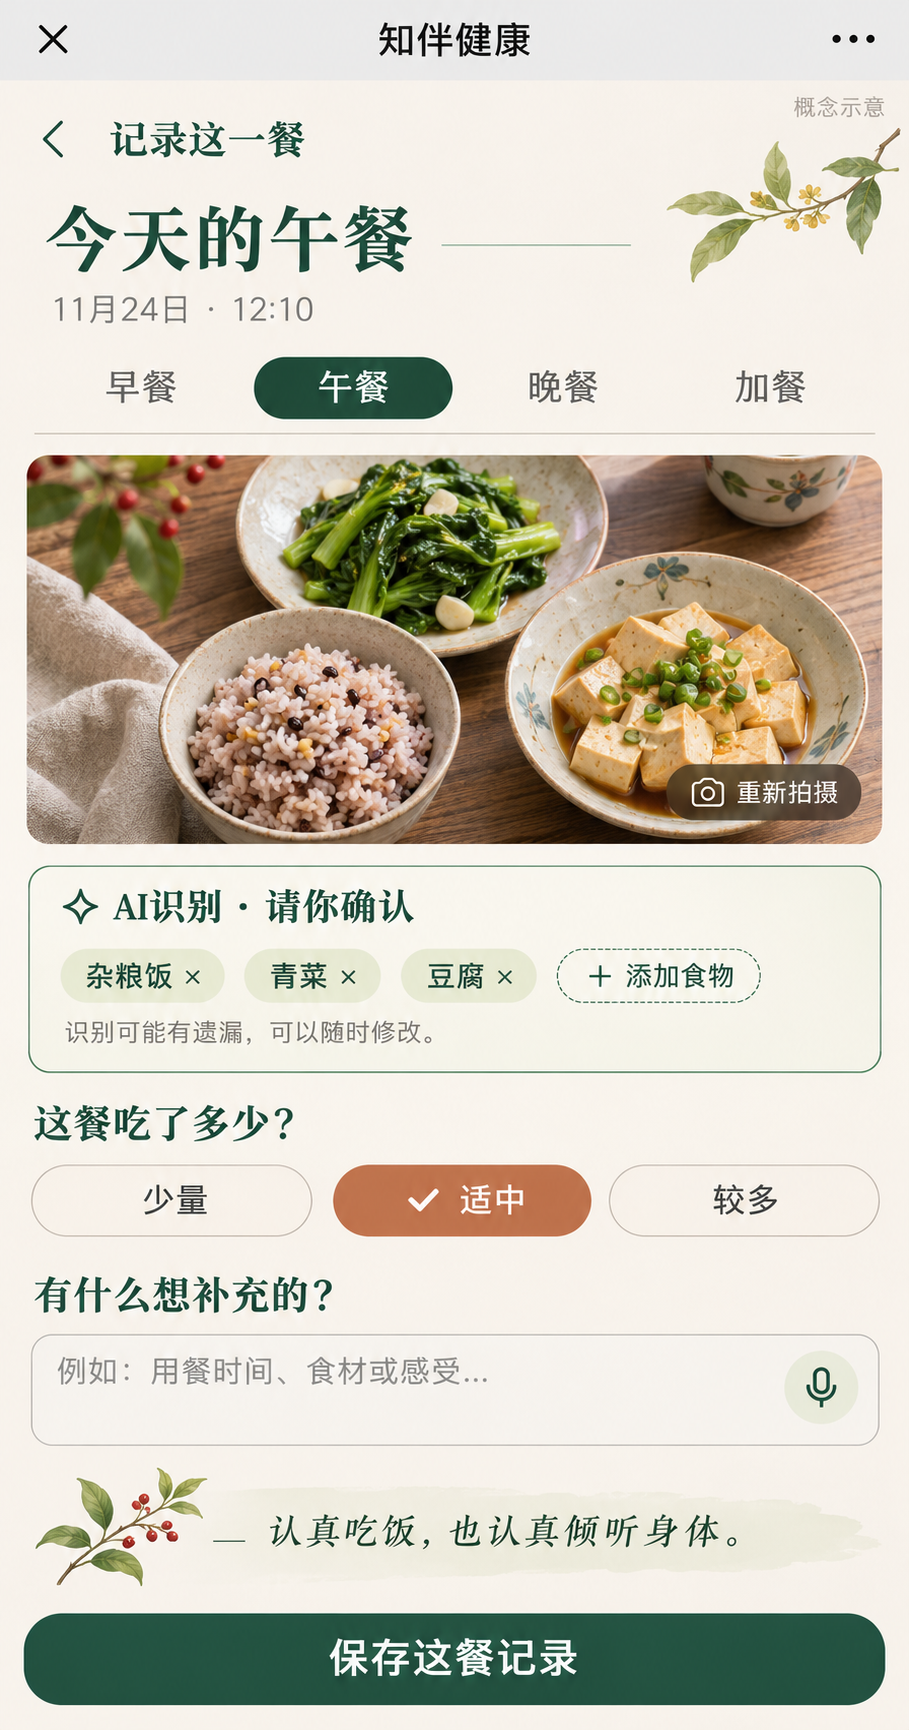 知伴健康
概念示意
记录这一餐
今天的午餐
11月24日 · 12:10
早餐 午餐 晚餐 加餐
重新拍摄
AI识别 · 请你确认
杂粮饭 × 青菜 × 豆腐 × + 添加食物
识别可能有遗漏，可以随时修改。
这餐吃了多少？
少量 适中 较多
有什么想补充的？
例如：用餐时间、食材或感受...
— 认真吃饭，也认真倾听身体。
保存这餐记录